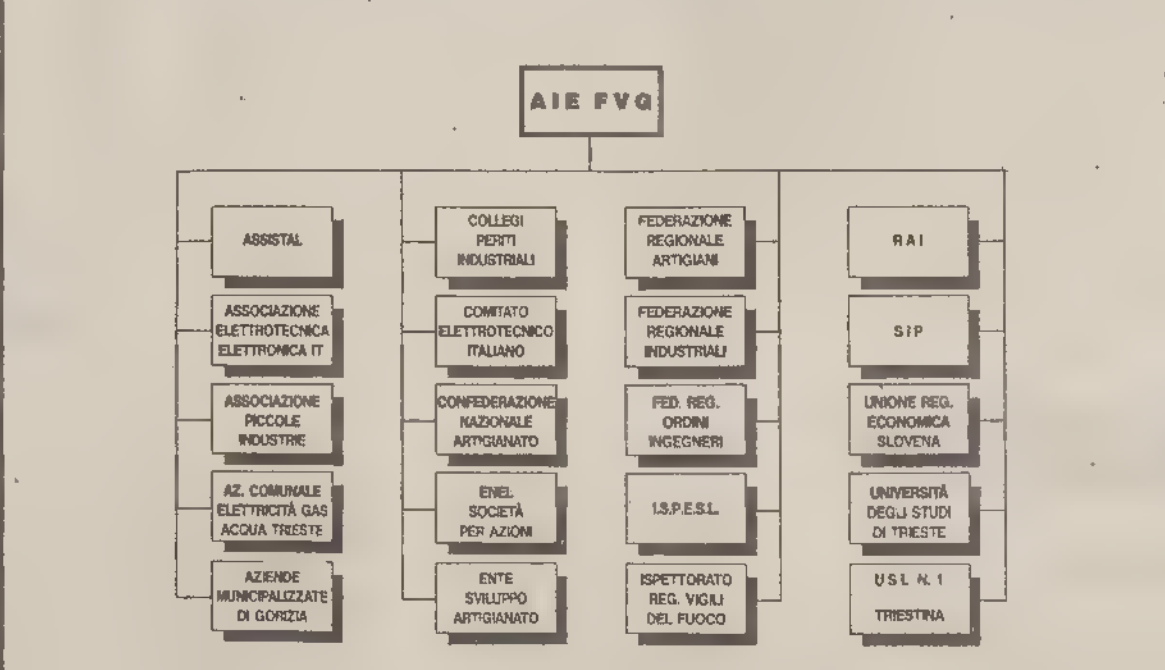 AIE FVG
ASSISTAL
ASSOCIAZIONE
ELETTROTECNICA
ELETTRONICA IT
ASSOCIAZIONE
PICCOLE
INDUSTRIE
AZ. COMUNALE
ELETTRICITÀ GAS
ACQUA TRIESTE
AZIENDE
MUNICIPALIZZATE
DI GORIZIA
COLLEGI
PERITI
INDUSTRIALI
COMITATO
ELETTROTECNICO
ITALIANO
CONFEDERAZIONE
NAZIONALE
ARTIGIANATO
ENEL
SOCIETÀ
PER AZIONI
ENTE
SVILUPPO
ARTIGIANATO
FEDERAZIONE
REGIONALE
ARTIGIANI
FEDERAZIONE
REGIONALE
INDUSTRIALI
FED. REG.
ORDINI
INGEGNERI
I.S.P.E.S.L.
ISPETTORATO
REG. VIGILI
DEL FUOCO
RAI
SIP
UNIONE REG.
ECONOMICA
SLOVENA
UNIVERSITÀ
DEGLI STUDI
DI TRIESTE
USL N. 1
TRIESTINA